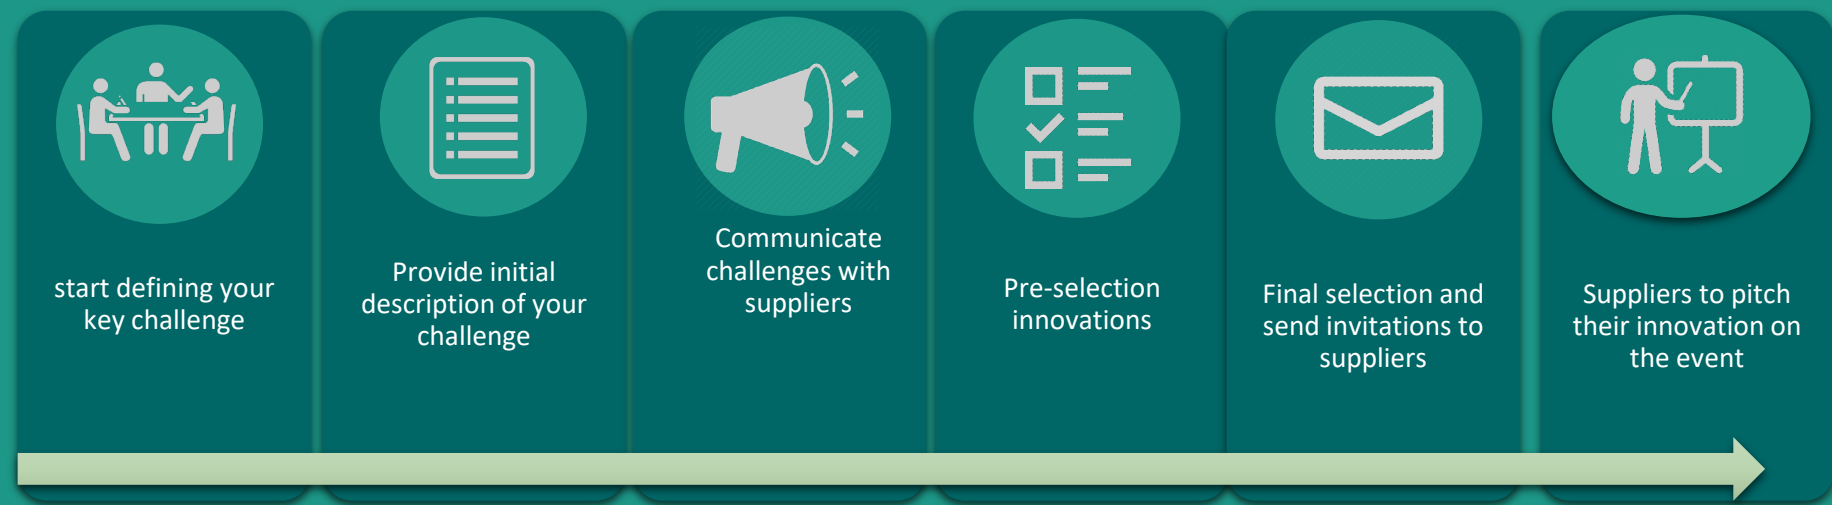 start defining your
key challenge
Provide initial
description of your
challenge
Communicate
challenges with
suppliers
Pre-selection
innovations
Final selection and
send invitations to
suppliers
Suppliers to pitch
their innovation on
the event